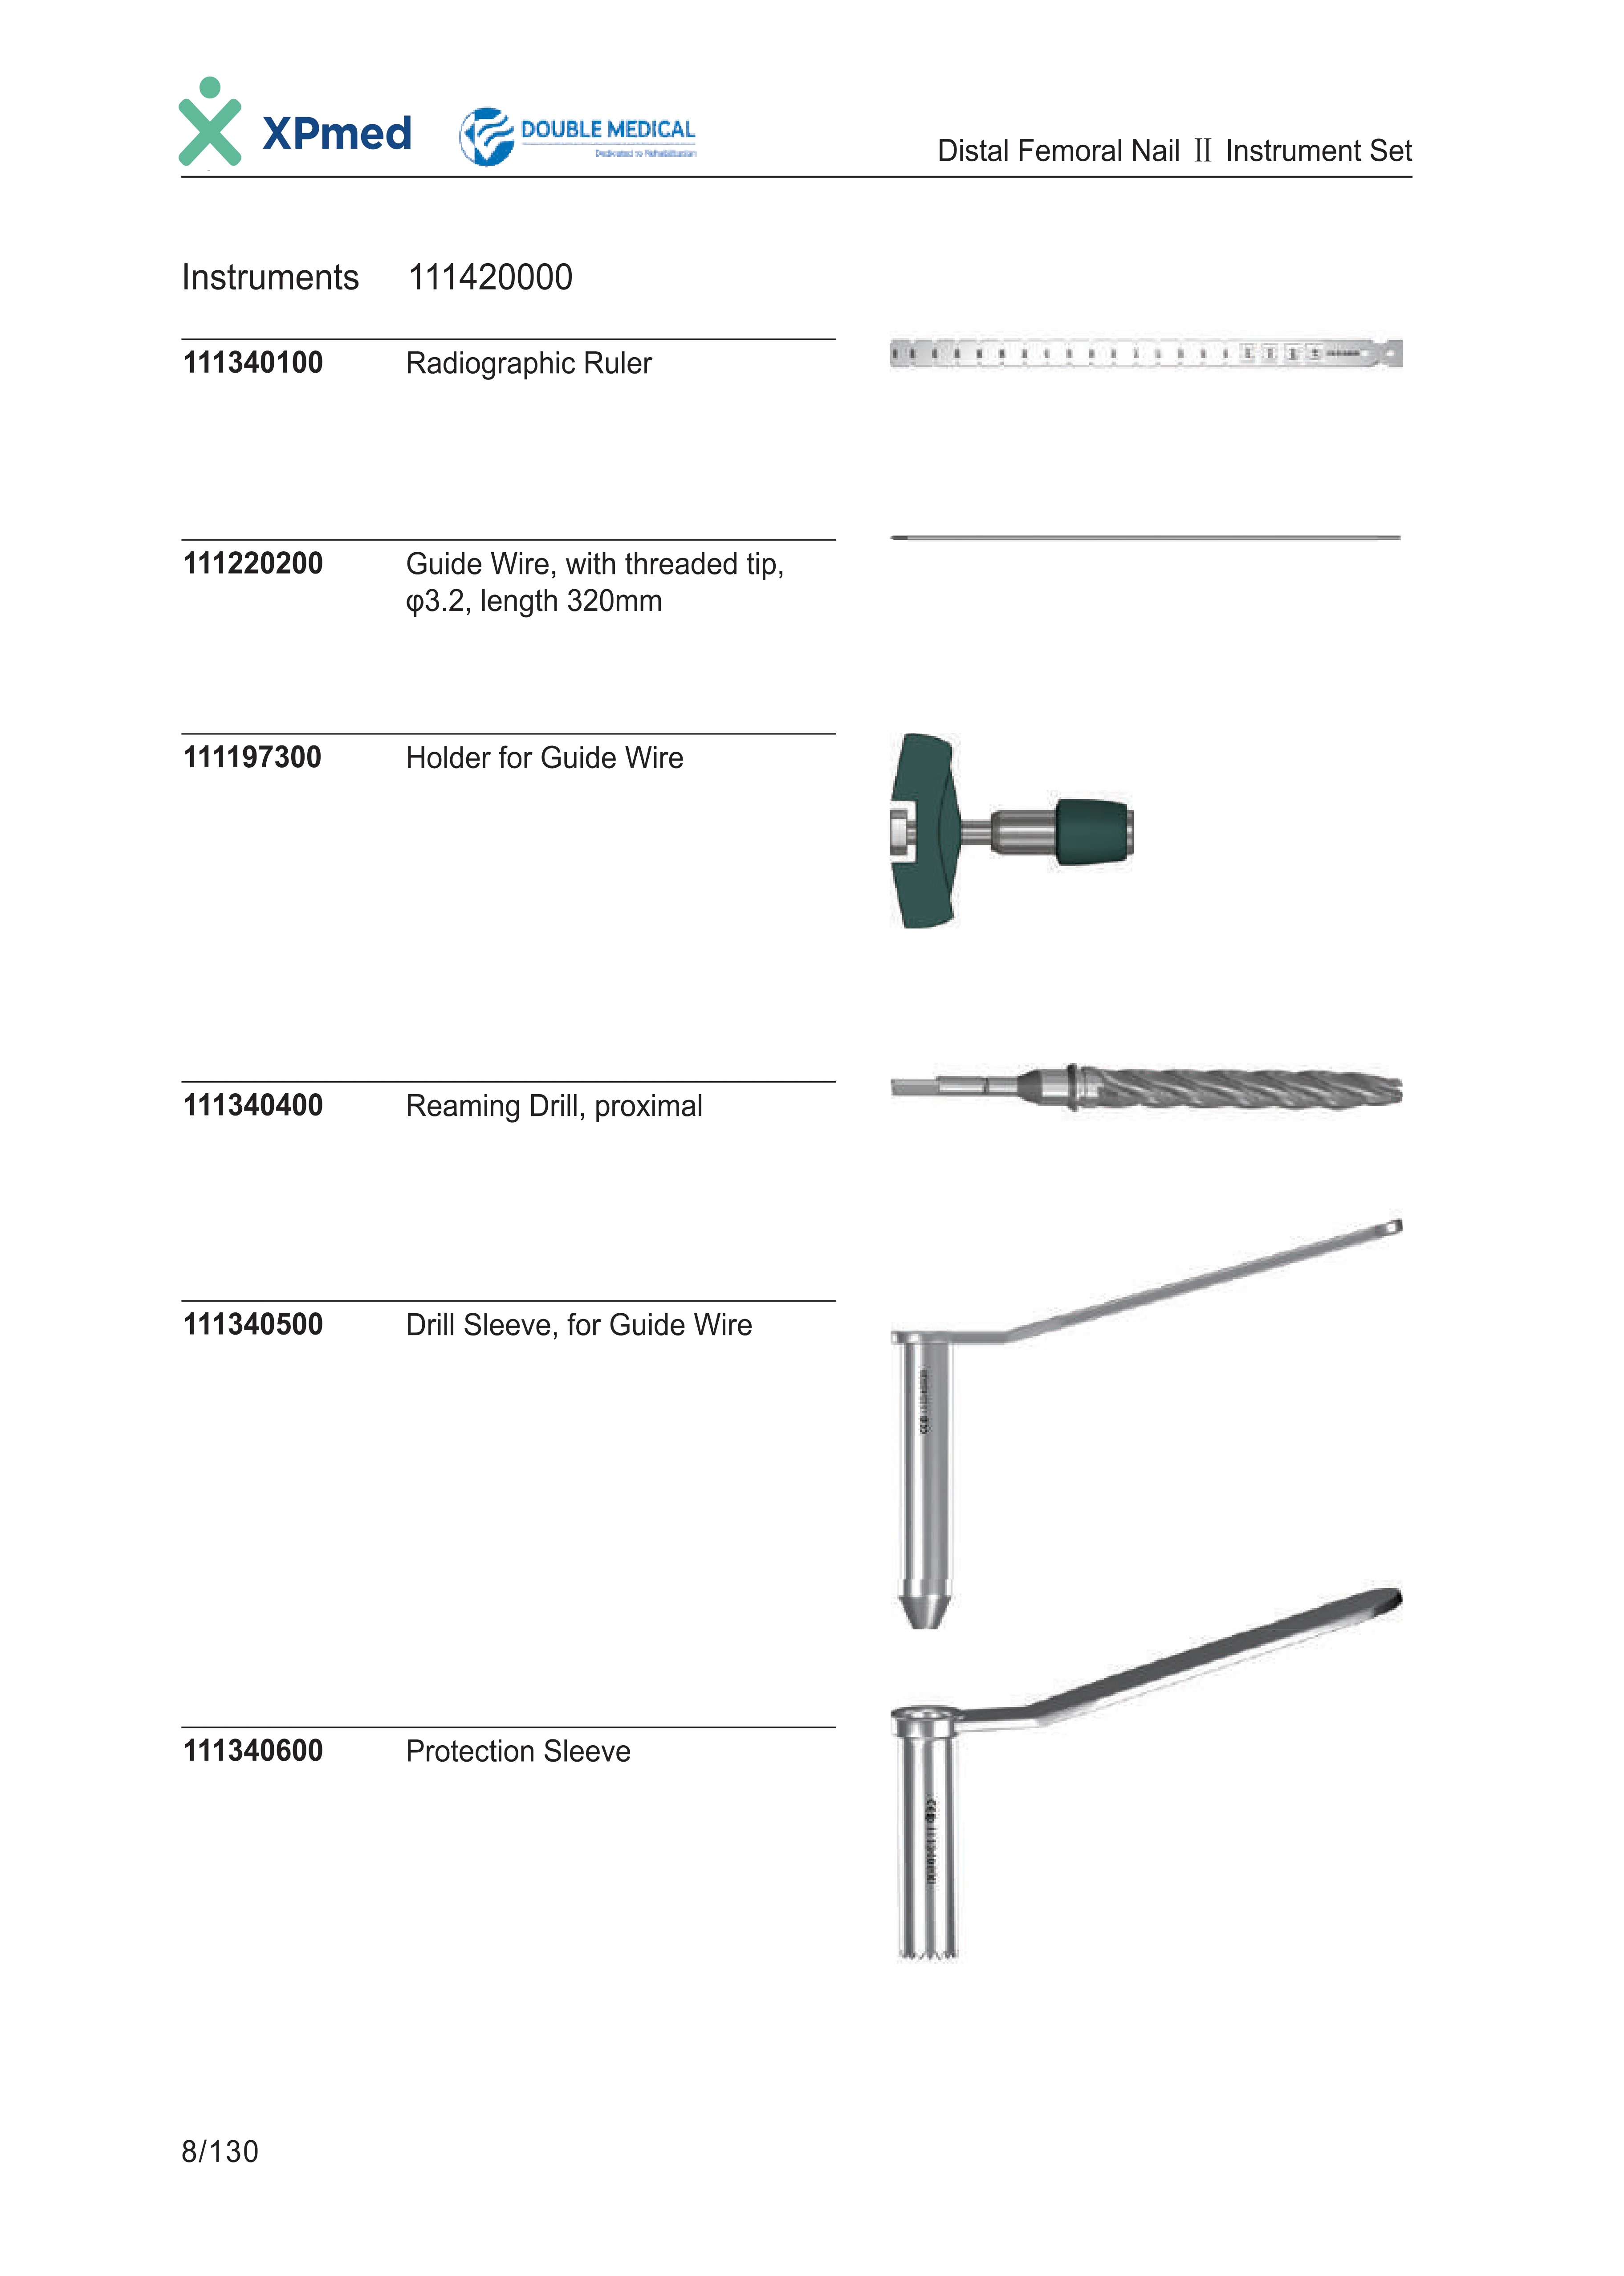 XPmed
DOUBLE MEDICAL
Dedicated to Rehabilitation
Distal Femoral Nail Ⅱ Instrument Set
Instruments 111420000
111340100 Radiographic Ruler
111220200 Guide Wire, with threaded tip,
φ3.2, length 320mm
111197300 Holder for Guide Wire
111340400 Reaming Drill, proximal
111340500 Drill Sleeve, for Guide Wire
111340600 Protection Sleeve
8/130